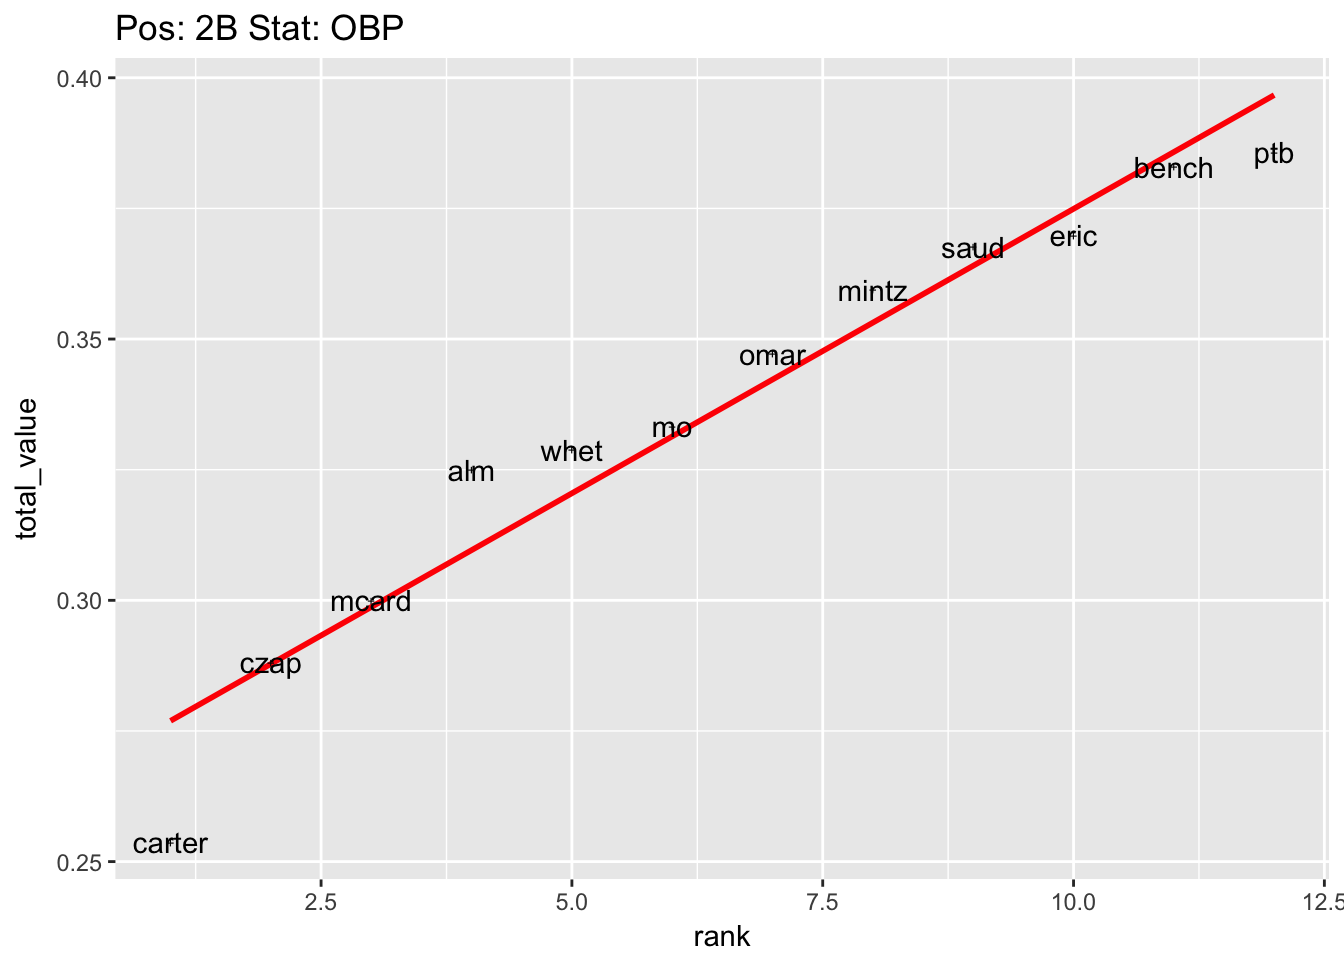 Pos: 2B Stat: OBP
0.40
0.35
0.30
0.25
total_value
ptb
bench
eric
saud
mintz
omar
mo
whet
alm
mcard
czap
carter
2.5 5.0 7.5 10.0 12.5
rank